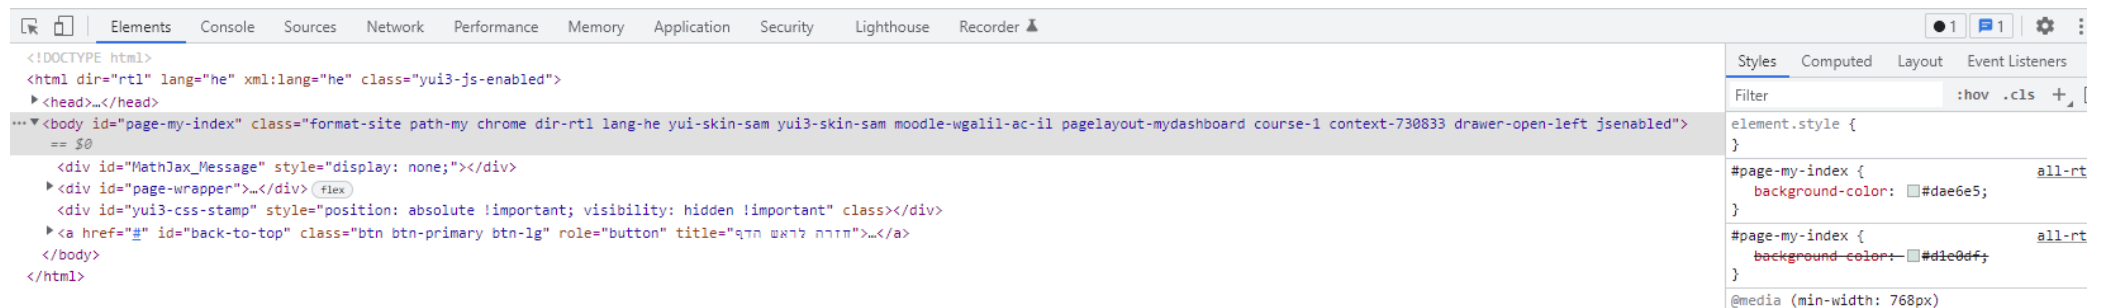 Elements Console Sources Network Performance Memory Application Security Lighthouse Recorder 1 1
<!DOCTYPE html>
<html dir="rtl" lang="he" xml:lang="he" class="yui3-js-enabled">
<head>…</head>
<body id="page-my-index" class="format-site path-my chrome dir-rtl lang-he yui-skin-sam yui3-skin-sam moodle-wgalil-ac-il pagelayout-mydashboard course-1 context-730833 drawer-open-left jsenabled">
== $0
<div id="MathJax_Message" style="display: none;"></div>
<div id="page-wrapper">…</div> flex
<div id="yui3-css-stamp" style="position: absolute !important; visibility: hidden !important" class></div>
<a href="#" id="back-to-top" class="btn btn-primary btn-lg" role="button" title="חזרה לראש הדף">…</a>
</body>
</html>
Styles Computed Layout Event Listeners
Filter :hov .cls +
element.style {
}
#page-my-index { all-rt
background-color: #dae6e5;
}
#page-my-index { all-rt
background-color: #d1e0df;
}
@media (min-width: 768px)